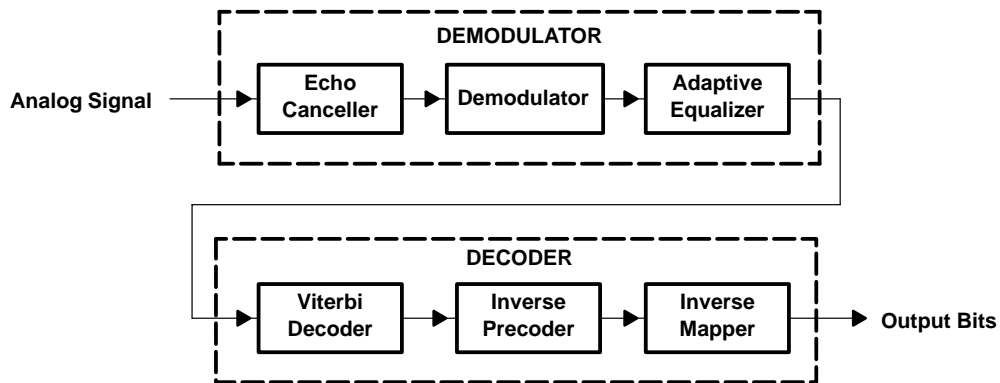 DEMODULATOR
Analog Signal
Echo
Canceller
Demodulator
Adaptive
Equalizer
DECODER
Viterbi
Decoder
Inverse
Precoder
Inverse
Mapper
Output Bits